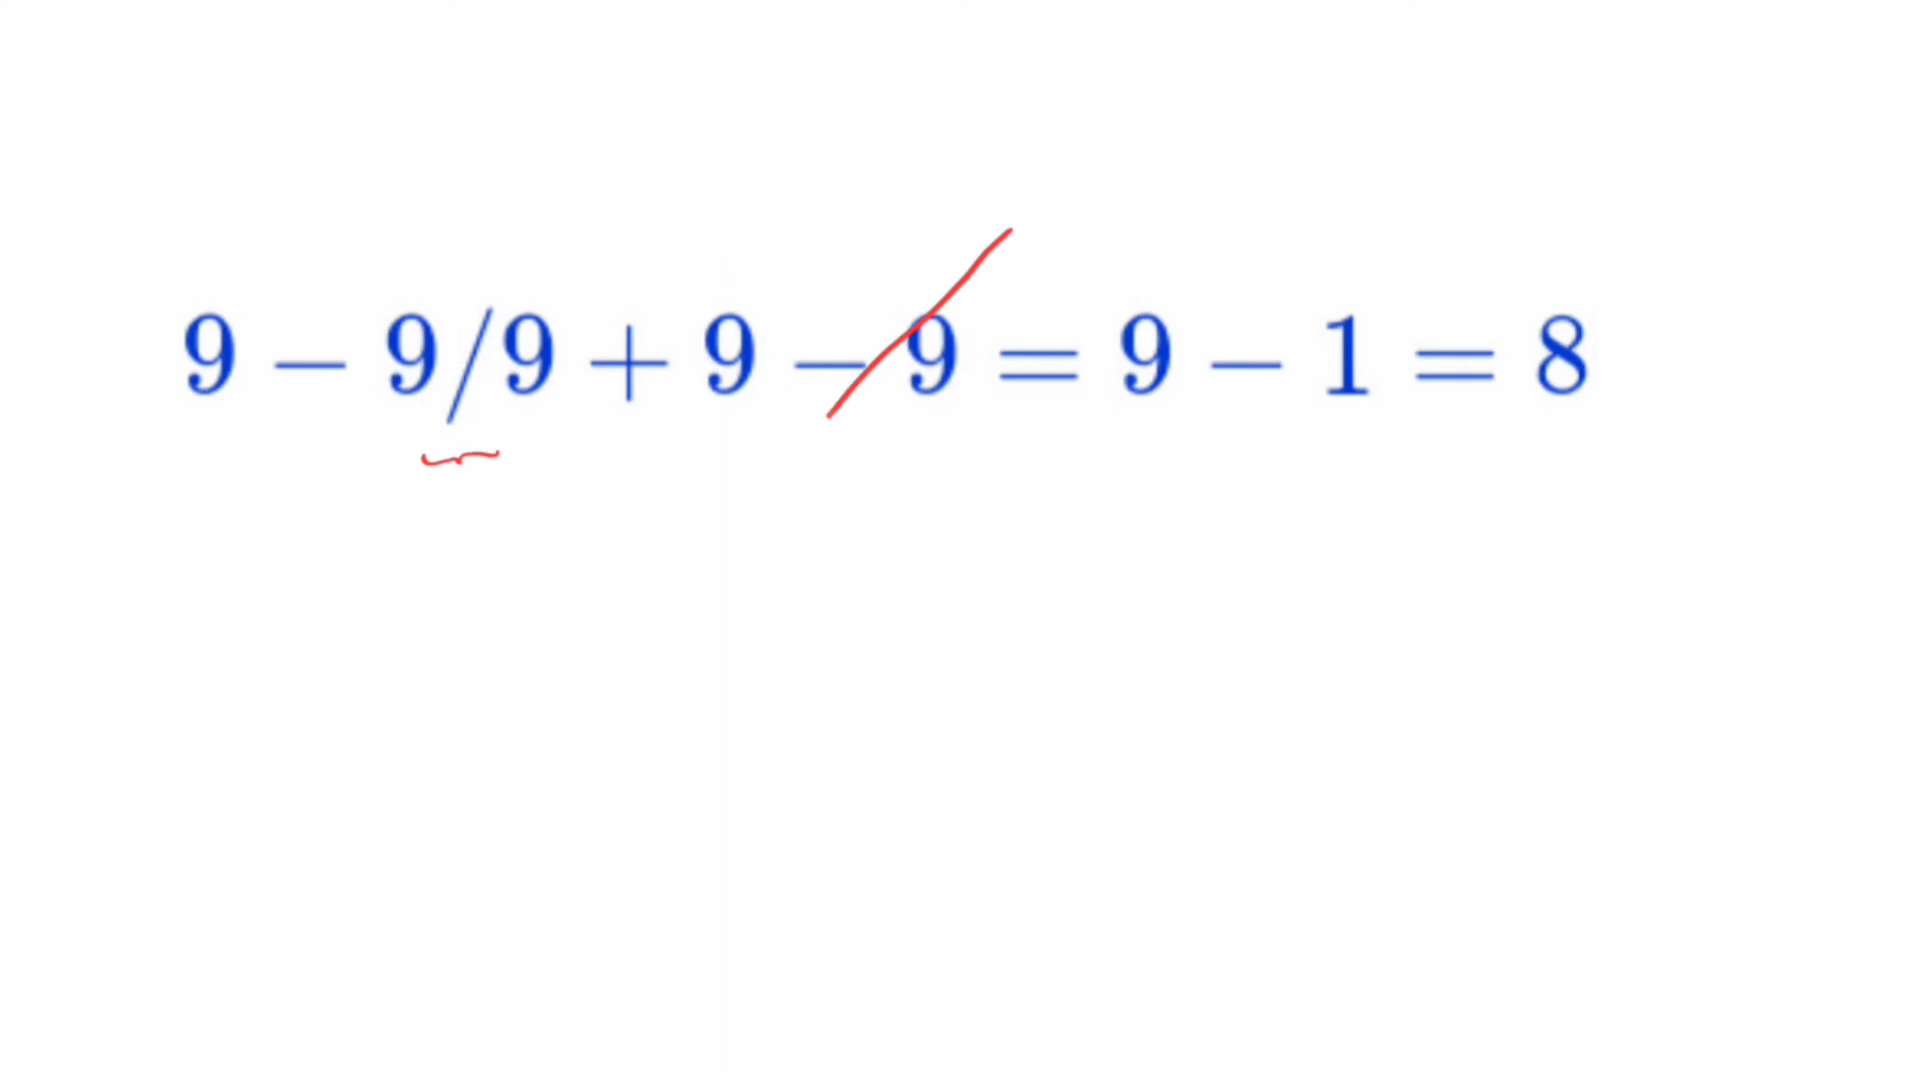 9 − 9/9 + 9 − 9 = 9 − 1 = 8